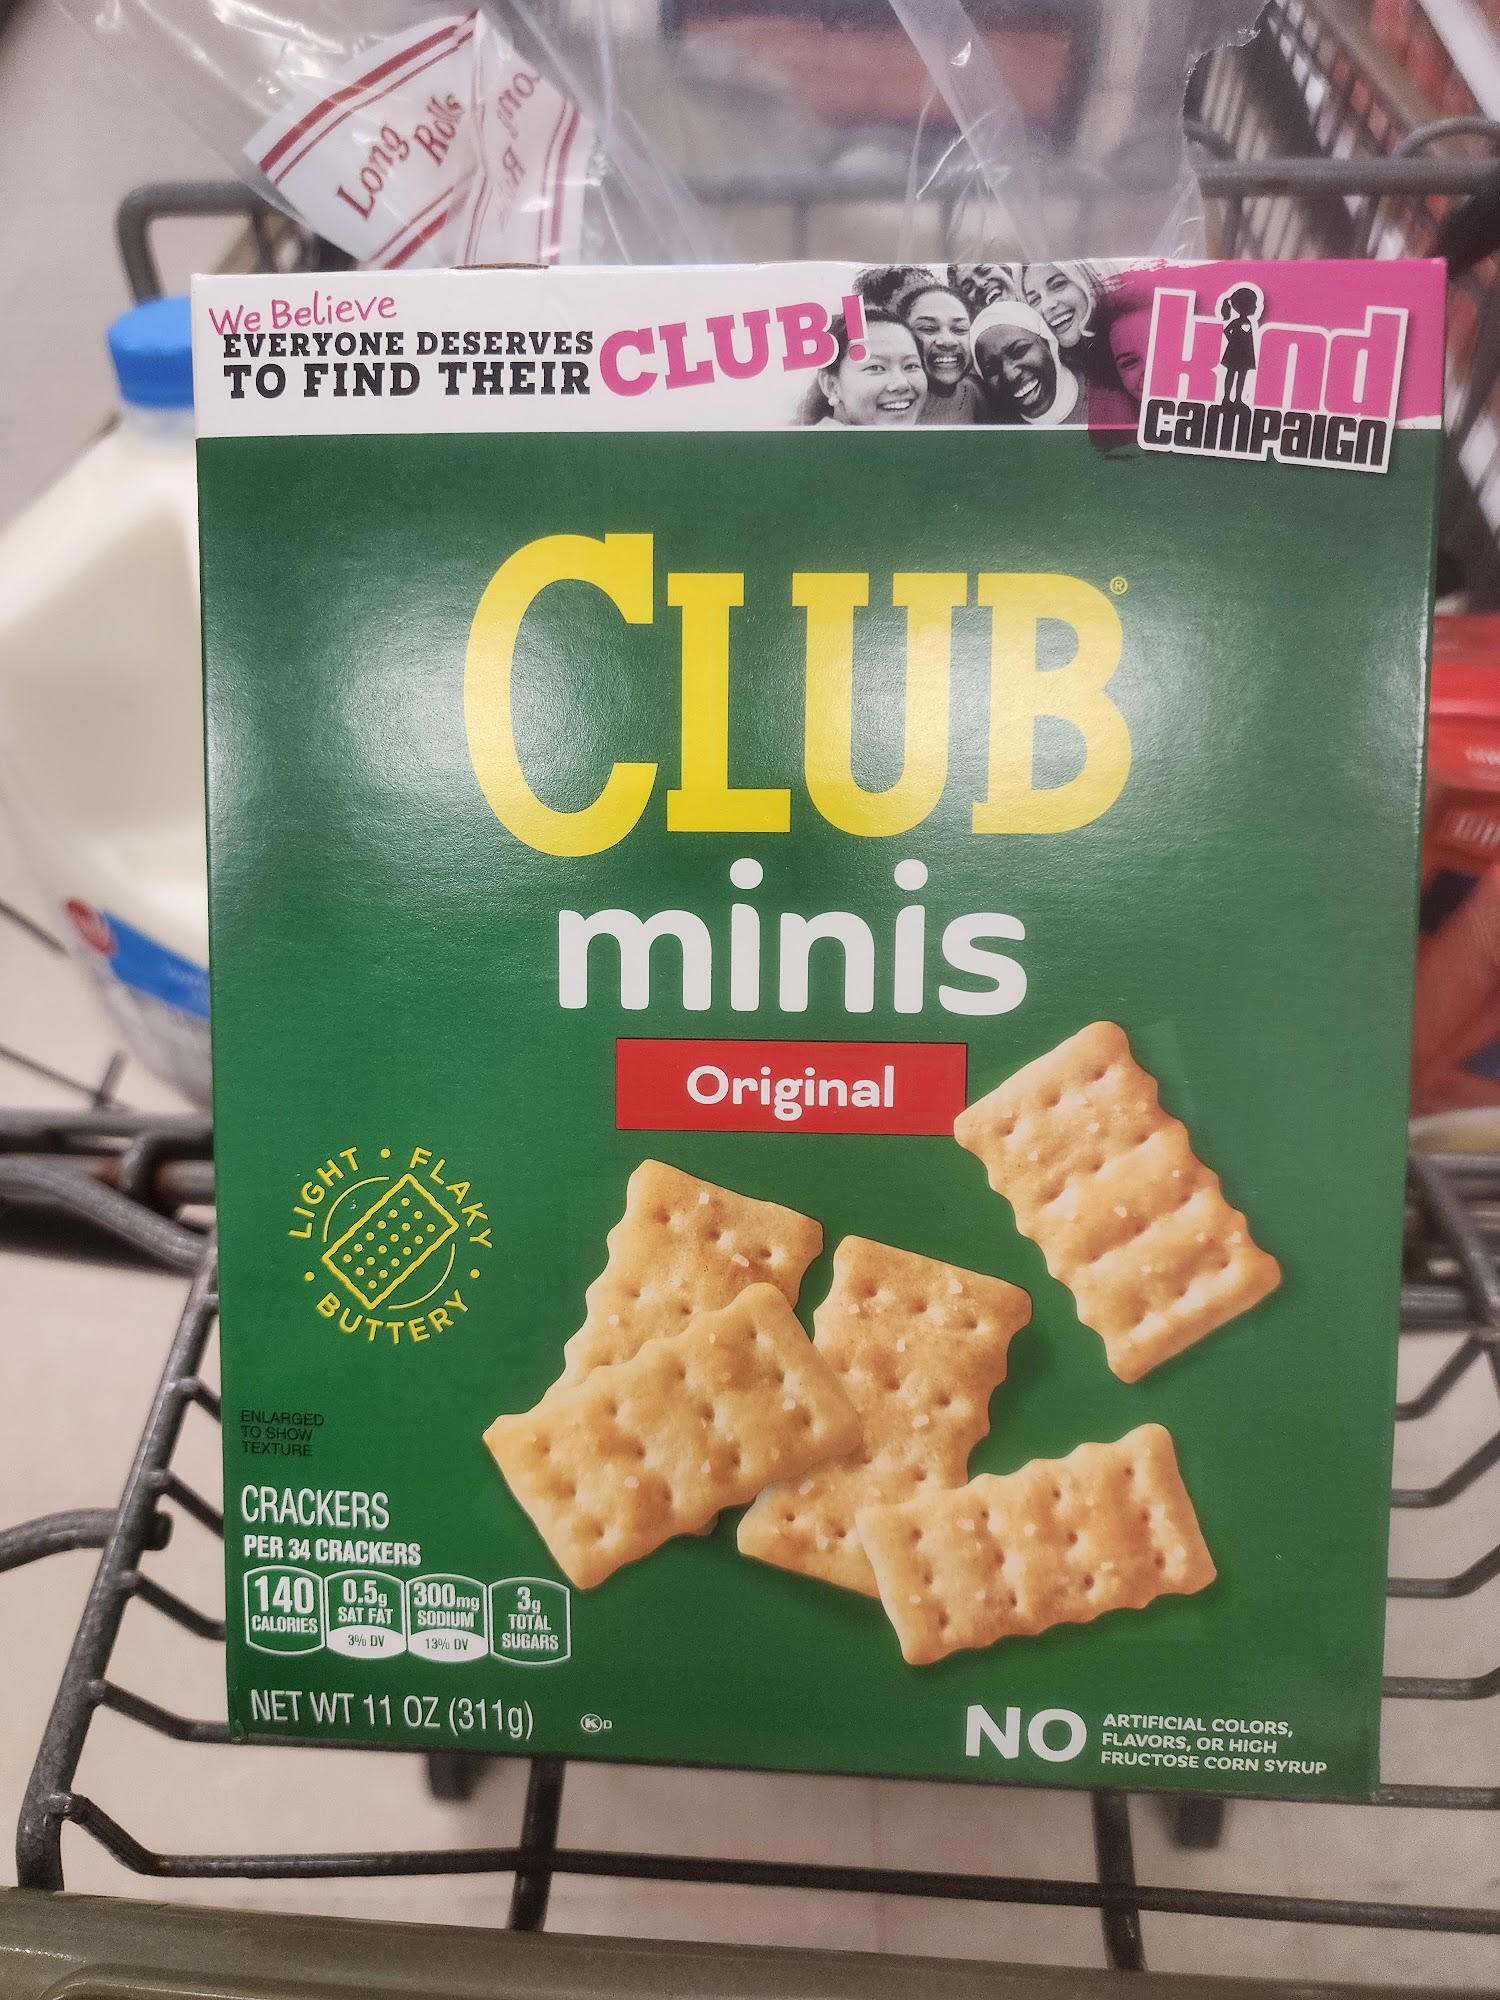 Long
Rolls
We Believe
EVERYONE DESERVES
TO FIND THEIR
CLUB!
kind
campaign
CLUB®
minis
Original
LIGHT • FLAKY • BUTTERY •
ENLARGED
TO SHOW
TEXTURE
CRACKERS
PER 34 CRACKERS
140
CALORIES
0.5g
SAT FAT
3% DV
300mg
SODIUM
13% DV
3g
TOTAL
SUGARS
NET WT 11 OZ (311g)
K D
NO
ARTIFICIAL COLORS,
FLAVORS, OR HIGH
FRUCTOSE CORN SYRUP